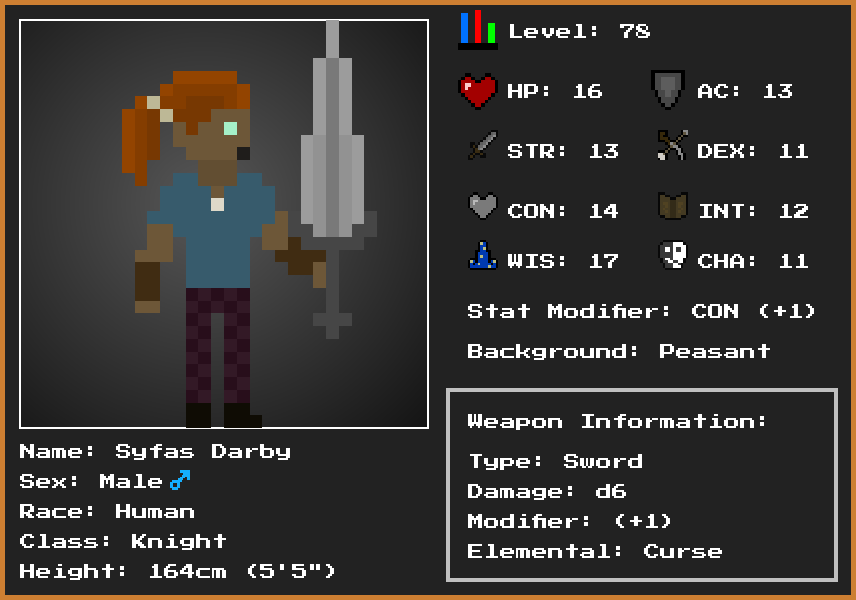 Level: 78
HP: 16 AC: 13
STR: 13 DEX: 11
CON: 14 INT: 12
WIS: 17 CHA: 11
Stat Modifier: CON (+1)
Background: Peasant
Weapon Information:
Type: Sword
Damage: d6
Modifier: (+1)
Elemental: Curse
Name: Syfas Darby
Sex: Male♂
Race: Human
Class: Knight
Height: 164cm (5'5")